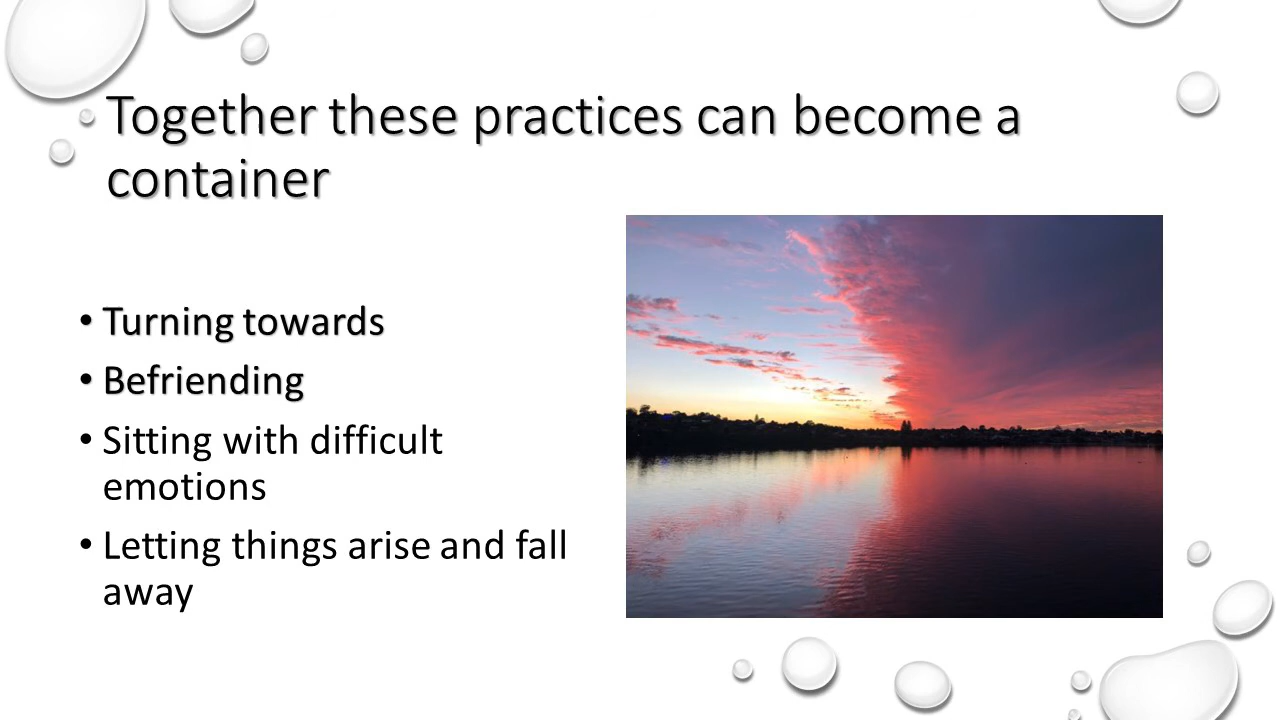 Together these practices can become a
container
• Turning towards
• Befriending
• Sitting with difficult
emotions
• Letting things arise and fall
away